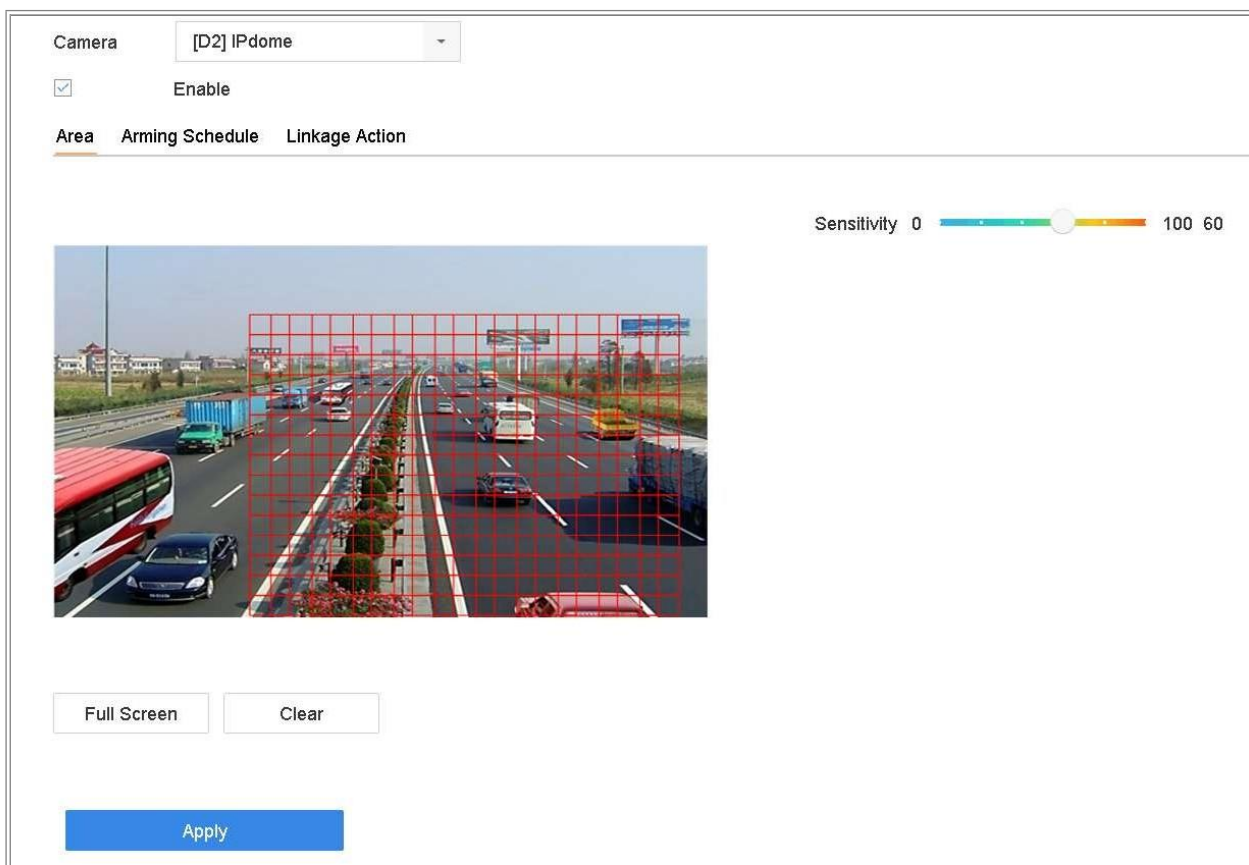 Camera [D2] IPdome
Enable
Area Arming Schedule Linkage Action
Sensitivity 0 100 60
Full Screen Clear
Apply